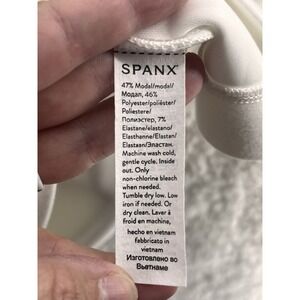 SPANX®
47% Modal/modal/
Модал, 46%
Polyester/poliéster/
Poliestere/
Полиэстер, 7%
Elastane/elastano/
Elasthanne/Elastan/
Еластан/Эластан.
Machine wash cold,
gentle cycle. Inside
out. Only
non-chlorine bleach
when needed.
Tumble dry low. Low
iron if needed. Or
dry clean. Laver à
froid en machine,
hecho en vietnam
fabbricato in
vietnam
Изготовлено во
Вьетнаме